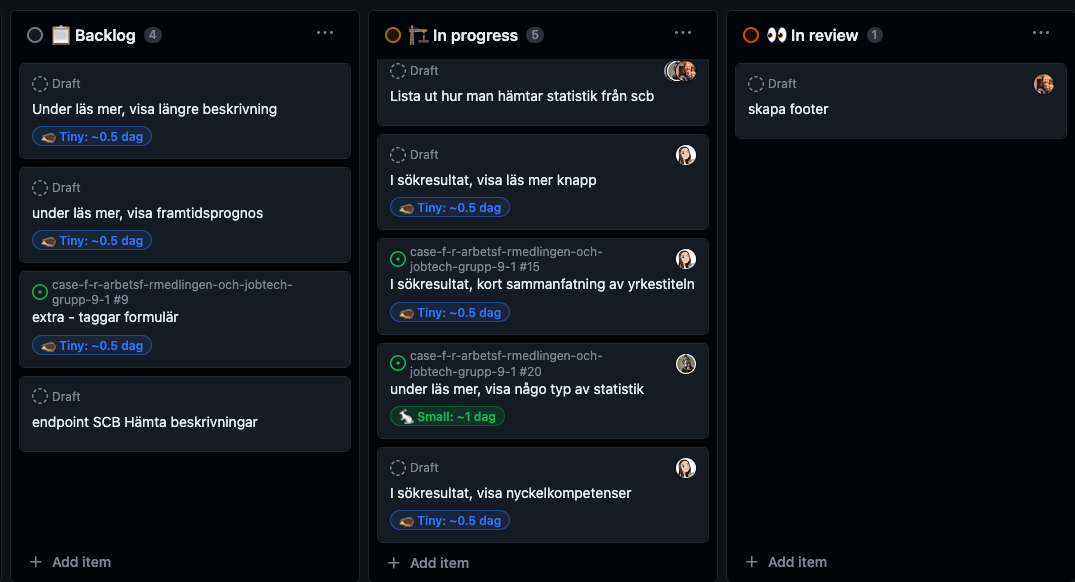 Backlog 4
Draft
Under läs mer, visa längre beskrivning
Tiny: ~0.5 dag
Draft
under läs mer, visa framtidsprognos
Tiny: ~0.5 dag
case-f-r-arbetsf-rmedlingen-och-jobtech-
grupp-9-1 #9
extra - taggar formulär
Tiny: ~0.5 dag
Draft
endpoint SCB Hämta beskrivningar
Add item
In progress 5
Draft
Lista ut hur man hämtar statistik från scb
Draft
I sökresultat, visa läs mer knapp
Tiny: ~0.5 dag
case-f-r-arbetsf-rmedlingen-och-
jobtech-grupp-9-1 #15
I sökresultat, kort sammanfatning av yrkestiteln
Tiny: ~0.5 dag
case-f-r-arbetsf-rmedlingen-och-
jobtech-grupp-9-1 #20
under läs mer, visa någo typ av statistik
Small: ~1 dag
Draft
I sökresultat, visa nyckelkompetenser
Tiny: ~0.5 dag
Add item
In review 1
Draft
skapa footer
Add item